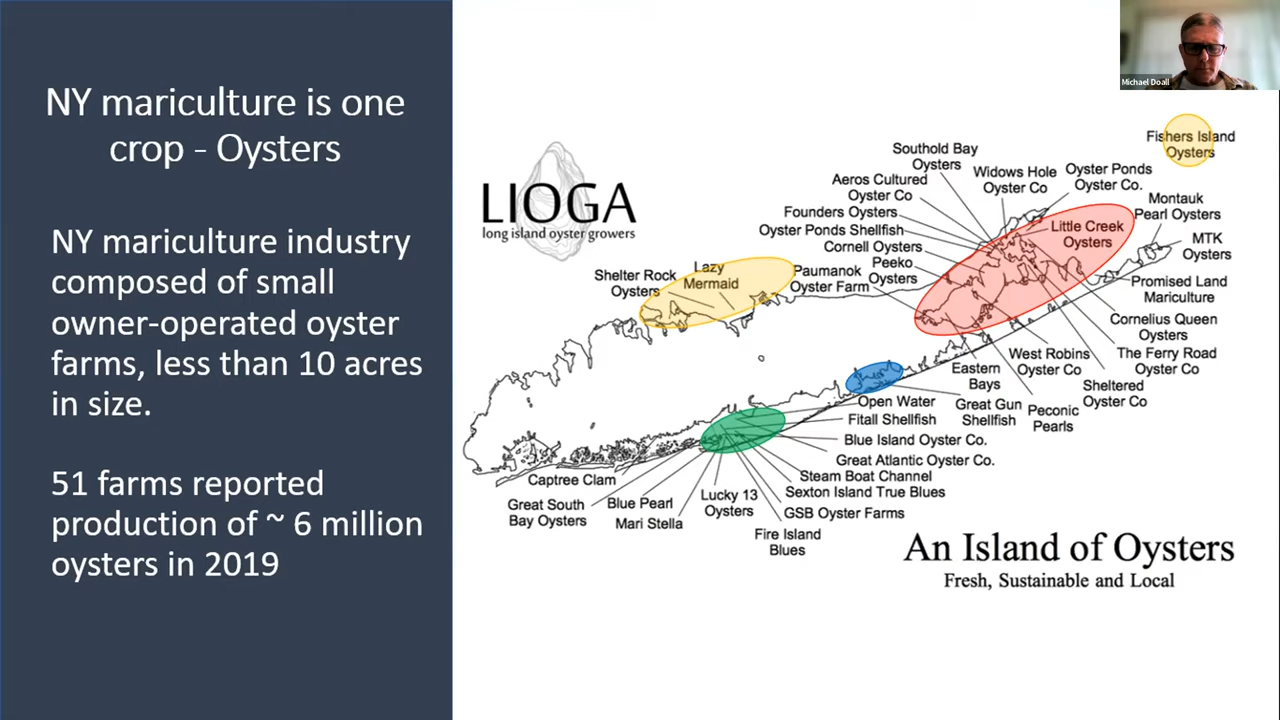 Michael Doall
NY mariculture is one
crop - Oysters
NY mariculture industry
composed of small
owner-operated oyster
farms, less than 10 acres
in size.
51 farms reported
production of ~ 6 million
oysters in 2019
LIOGA
long island oyster growers
Fishers Island
Oysters
Southold Bay
Oysters
Widows Hole
Oyster Co
Oyster Ponds
Oyster Co.
Aeros Cultured
Oyster Co
Montauk
Pearl Oysters
Founders Oysters
Oyster Ponds Shellfish
Little Creek
Oysters
Cornell Oysters
MTK
Oysters
Peeko
Oysters
Paumanok
Oyster Farm
Lazy
Mermaid
Shelter Rock
Oysters
Promised Land
Mariculture
Cornelius Queen
Oysters
The Ferry Road
Oyster Co
West Robins
Oyster Co
Sheltered
Oyster Co
Eastern
Bays
Peconic
Pearls
Great Gun
Shellfish
Open Water
Fitall Shellfish
Blue Island Oyster Co.
Great Atlantic Oyster Co.
Steam Boat Channel
Sexton Island True Blues
GSB Oyster Farms
Fire Island
Blues
Lucky 13
Oysters
Captree Clam
Great South
Bay Oysters
Blue Pearl
Mari Stella
An Island of Oysters
Fresh, Sustainable and Local